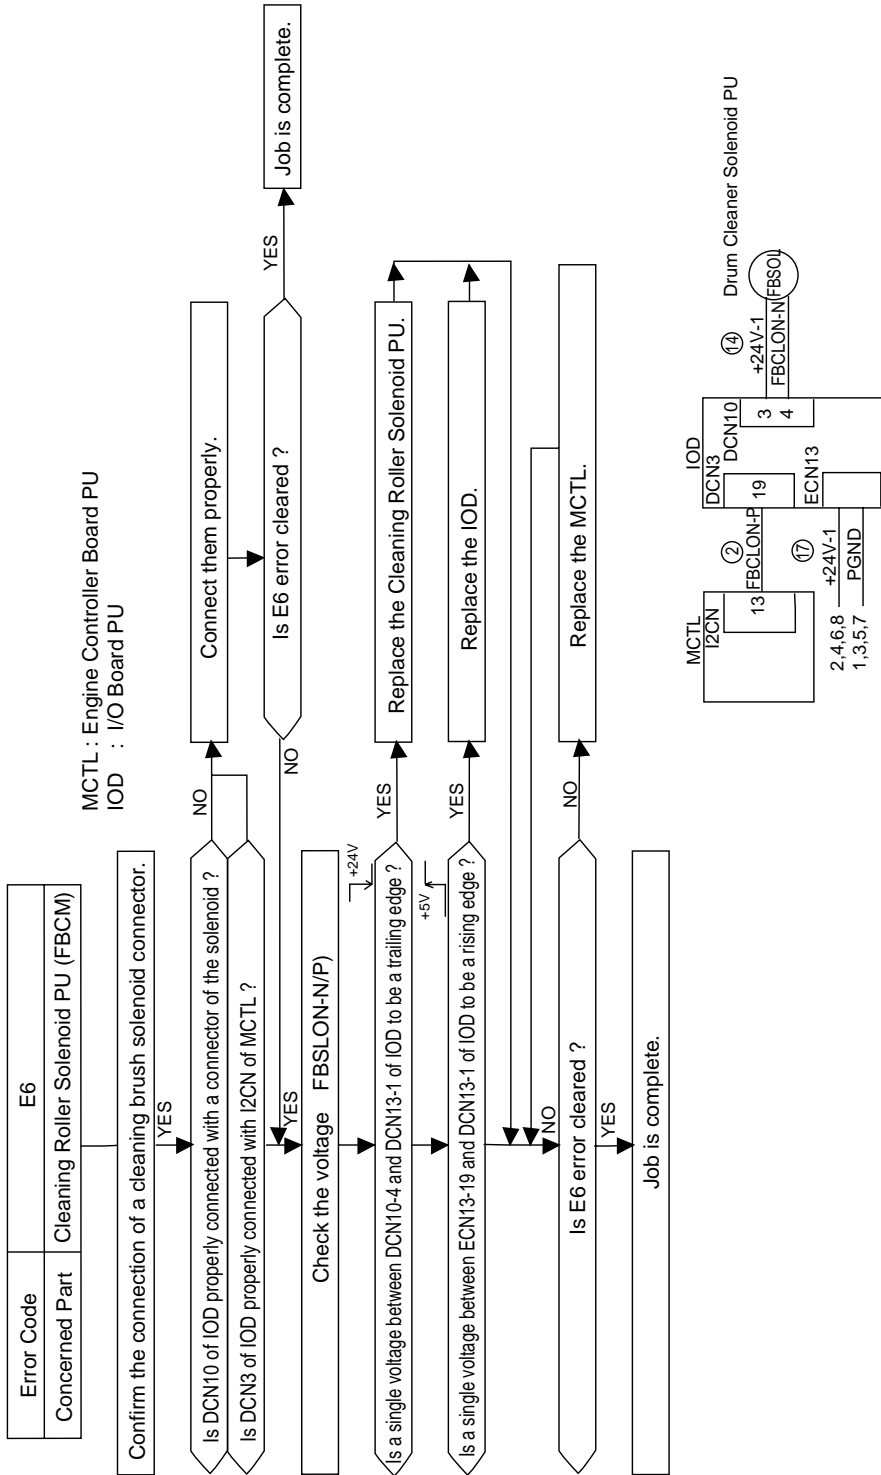 Error Code
E6
Concerned Part
Cleaning Roller Solenoid PU (FBCM)
MCTL : Engine Controller Board PU
IOD : I/O Board PU
Confirm the connection of a cleaning brush solenoid connector.
YES
Is DCN10 of IOD properly connected with a connector of the solenoid ?
NO
Connect them properly.
Is DCN3 of IOD properly connected with I2CN of MCTL ?
Is E6 error cleared ?
YES
Job is complete.
NO
YES
Check the voltage FBSLON-N/P)
+24V
Is a single voltage between DCN10-4 and DCN13-1 of IOD to be a trailing edge ?
YES
Replace the Cleaning Roller Solenoid PU.
+5V
Is a single voltage between ECN13-19 and DCN13-1 of IOD to be a rising edge ?
YES
Replace the IOD.
NO
Is E6 error cleared ?
NO
Replace the MCTL.
YES
Job is complete.
MCTL
I2CN
13
2
FBCLON-P
17
+24V-1
PGND
2,4,6,8
1,3,5,7
IOD
DCN3
19
DCN10
3
4
ECN13
14
+24V-1
FBCLON-N
Drum Cleaner Solenoid PU
FBSOL